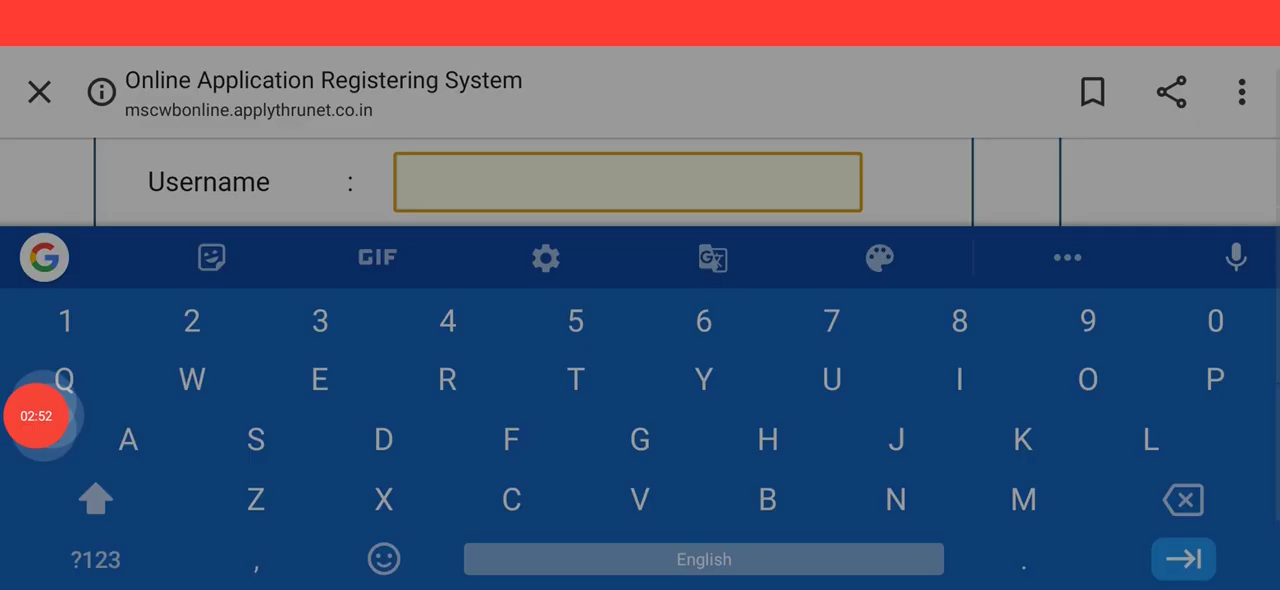 Online Application Registering System
mscwbonline.applythrunet.co.in
Username :
G GIF G
1 2 3 4 5 6 7 8 9 0
Q W E R T Y U I O P
02:52
A S D F G H J K L
Z X C V B N M
?123 , English .